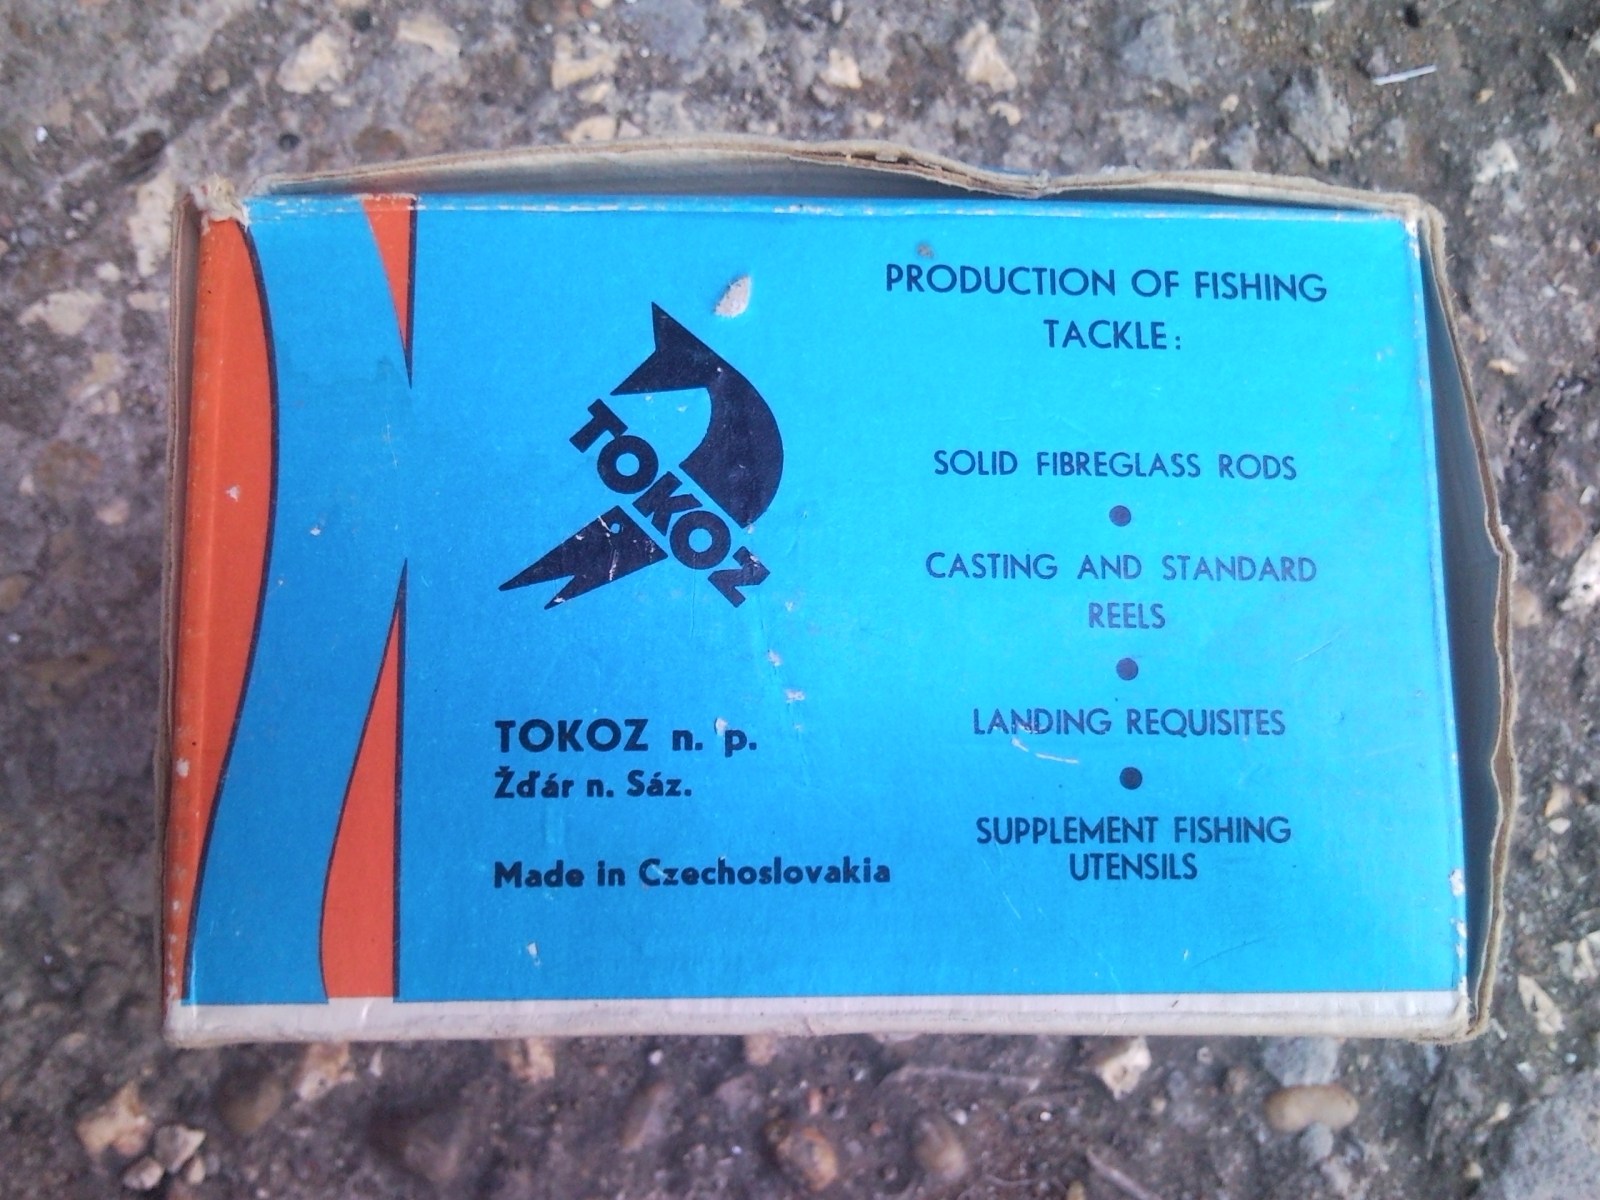 TOKOZ
TOKOZ n. p.
Žďár n. Sáz.
Made in Czechoslovakia
PRODUCTION OF FISHING
TACKLE:
SOLID FIBREGLASS RODS
●
CASTING AND STANDARD
REELS
●
LANDING REQUISITES
●
SUPPLEMENT FISHING
UTENSILS